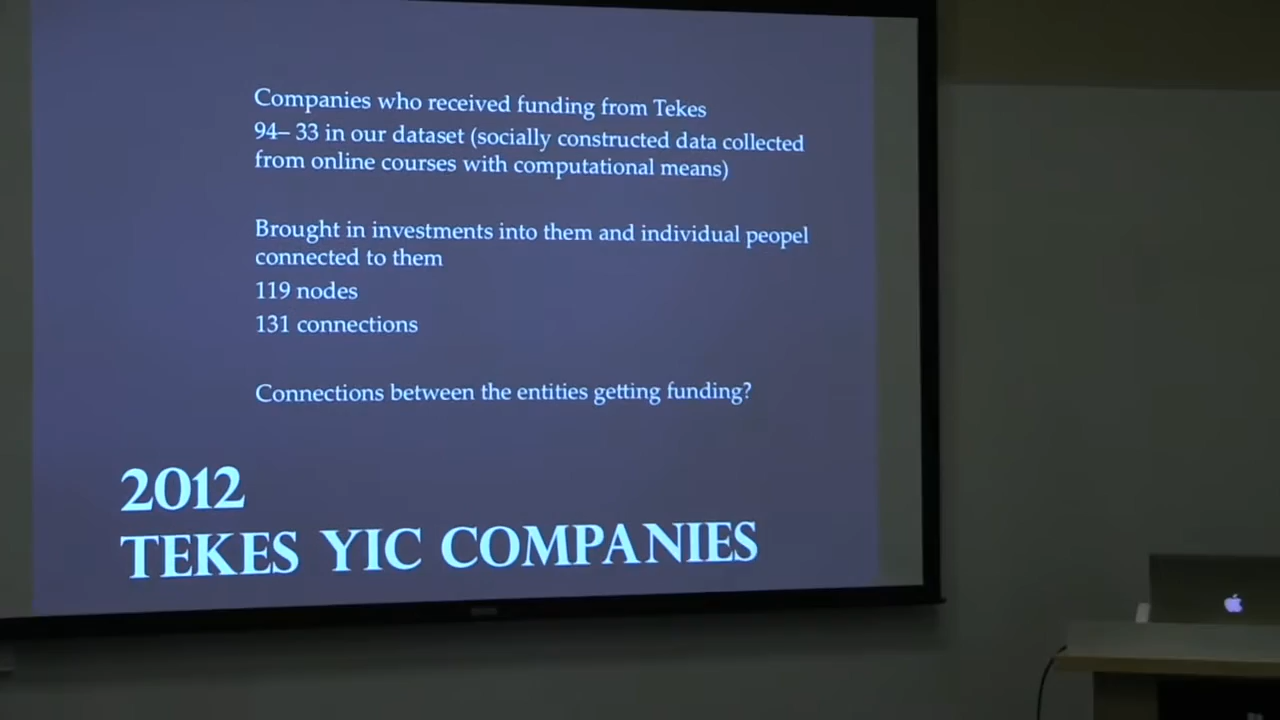 Companies who received funding from Tekes
94– 33 in our dataset (socially constructed data collected
from online courses with computational means)
Brought in investments into them and individual peopel
connected to them
119 nodes
131 connections
Connections between the entities getting funding?
2012
TEKES YIC COMPANIES